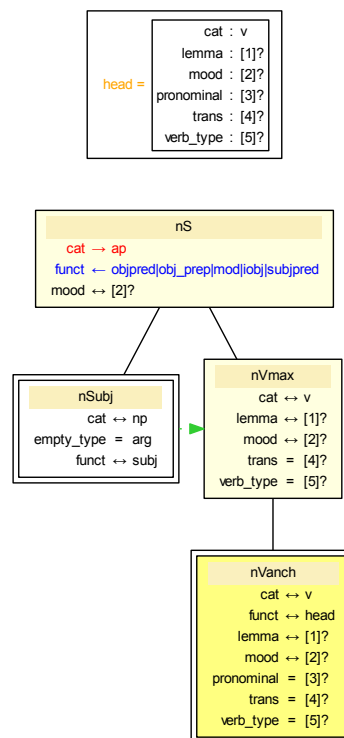 head =
cat : v
lemma : [1]?
mood : [2]?
pronominal : [3]?
trans : [4]?
verb_type : [5]?
nS
cat → ap
funct ← objpred|obj_prep|mod|iobj|subjpred
mood ↔ [2]?
nSubj
cat ↔ np
empty_type = arg
funct ↔ subj
nVmax
cat ↔ v
lemma ↔ [1]?
mood ↔ [2]?
trans = [4]?
verb_type = [5]?
nVanch
cat ↔ v
funct ↔ head
lemma ↔ [1]?
mood ↔ [2]?
pronominal = [3]?
trans = [4]?
verb_type = [5]?